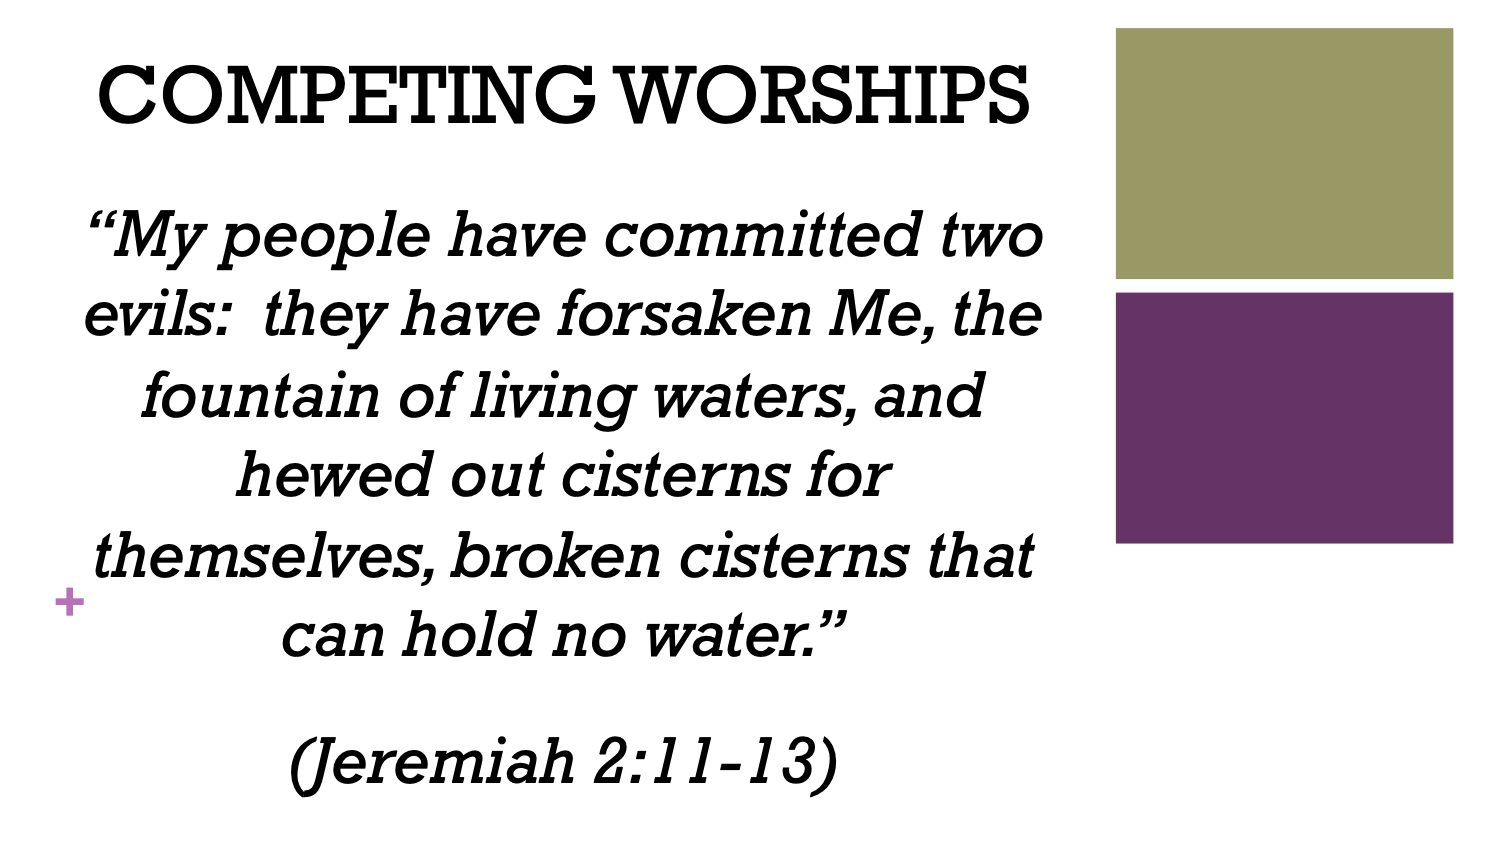 COMPETING WORSHIPS
“My people have committed two
evils:  they have forsaken Me, the
fountain of living waters, and
hewed out cisterns for
themselves, broken cisterns that
+
can hold no water.”
(Jeremiah 2:11-13)